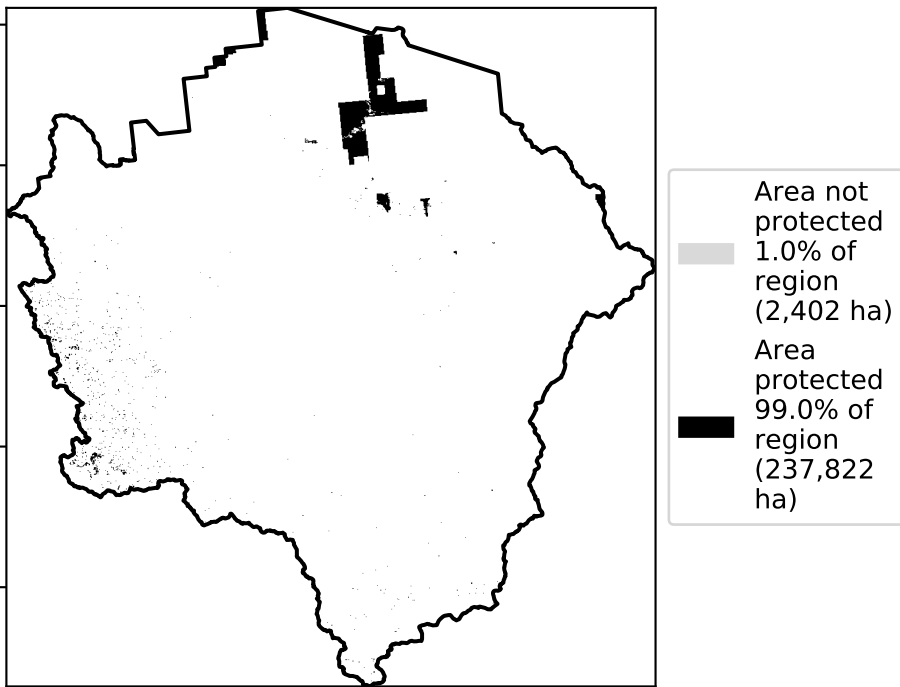 Area not
protected
1.0% of
region
(2,402 ha)
Area
protected
99.0% of
region
(237,822
ha)